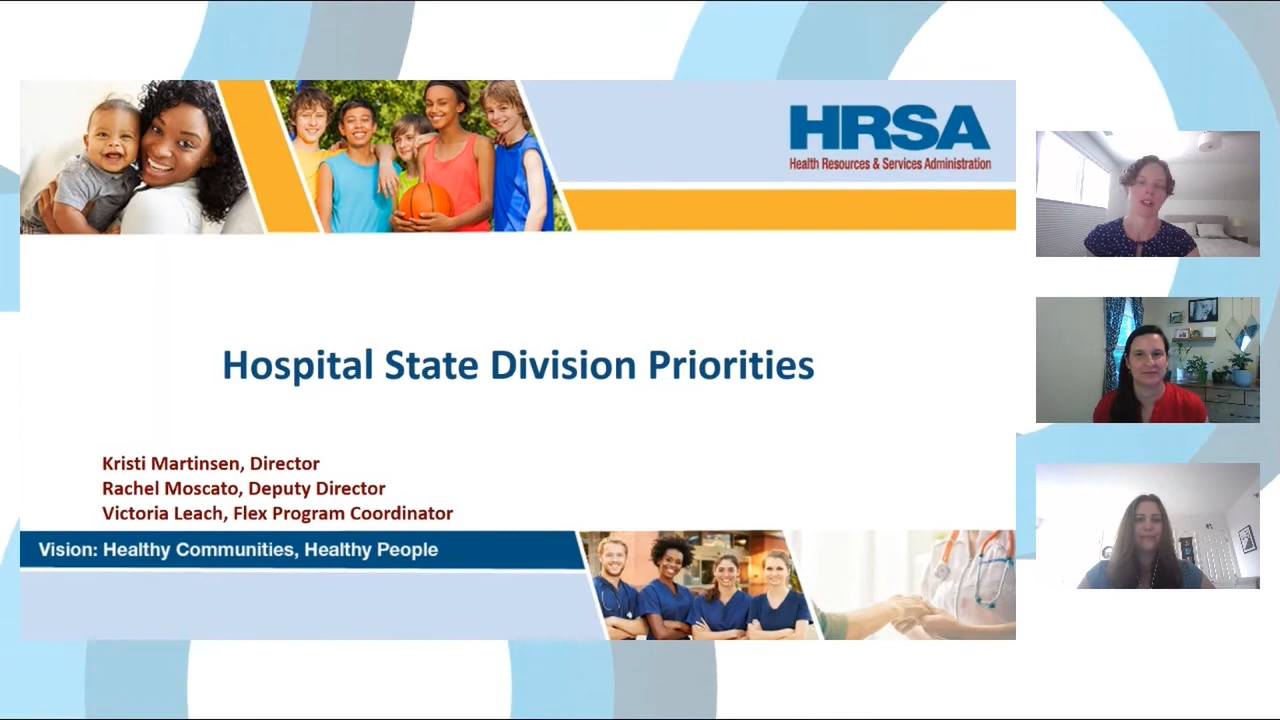 HRSA
Health Resources & Services Administration
Hospital State Division Priorities
Kristi Martinsen, Director
Rachel Moscato, Deputy Director
Victoria Leach, Flex Program Coordinator
Vision: Healthy Communities, Healthy People